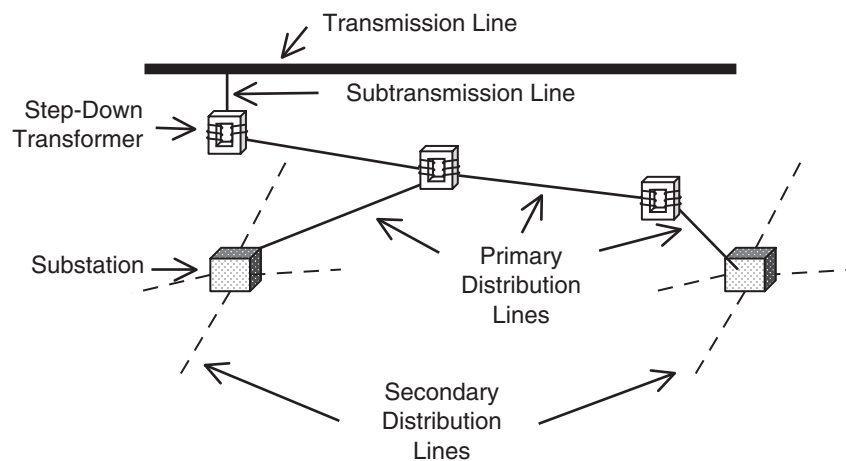 Transmission Line
Subtransmission Line
Step-Down
Transformer
Substation
Primary
Distribution
Lines
Secondary
Distribution
Lines